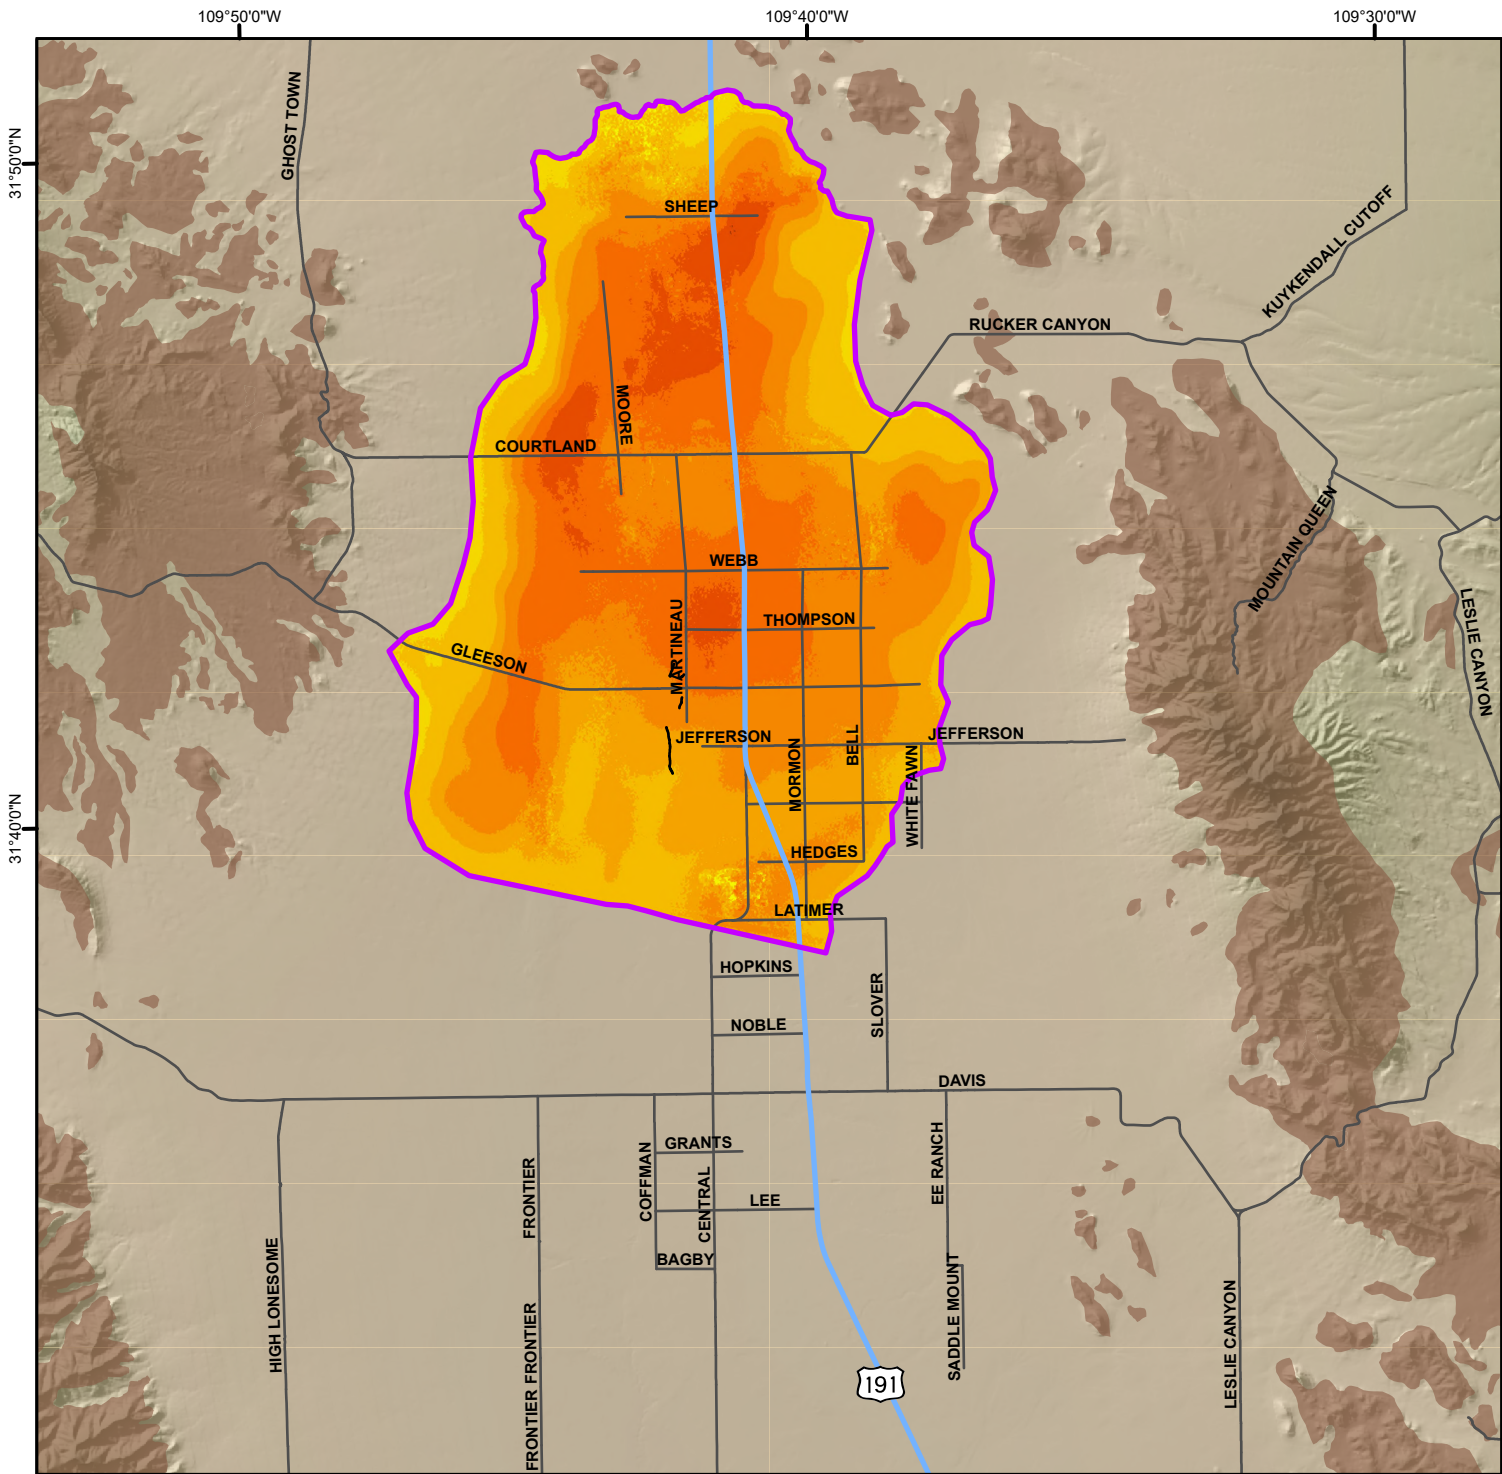 109°50'0"W
109°40'0"W
109°30'0"W
31°50'0"N
31°40'0"N
GHOST TOWN
SHEEP
KUYKENDALL CUTOFF
RUCKER CANYON
MOORE
COURTLAND
MOUNTAIN QUEEN
WEBB
THOMPSON
MARTINEAU
LESLIE CANYON
GLEESON
JEFFERSON
JEFFERSON
MORMON
BELL
WHITE FAWN
HEDGES
LATIMER
HOPKINS
SLOVER
NOBLE
DAVIS
GRANTS
COFFMAN
CENTRAL
EE RANCH
FRONTIER
LEE
BAGBY
HIGH LONESOME
SADDLE MOUNT
LESLIE CANYON
FRONTIER FRONTIER
191